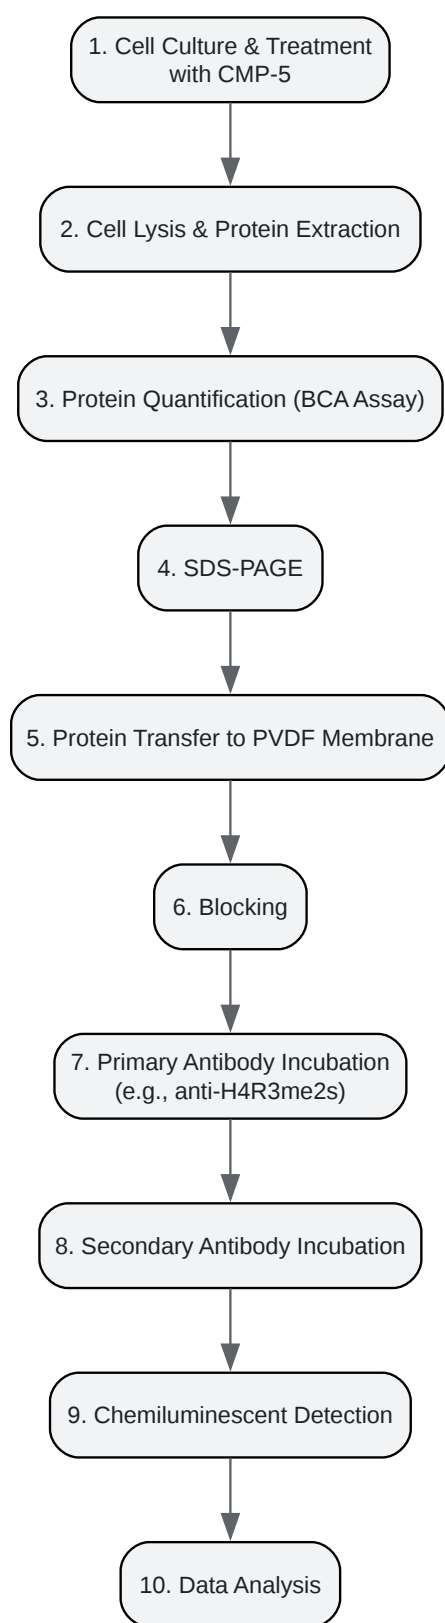 1. Cell Culture & Treatment
with CMP-5
2. Cell Lysis & Protein Extraction
3. Protein Quantification (BCA Assay)
4. SDS-PAGE
5. Protein Transfer to PVDF Membrane
6. Blocking
7. Primary Antibody Incubation
(e.g., anti-H4R3me2s)
8. Secondary Antibody Incubation
9. Chemiluminescent Detection
10. Data Analysis